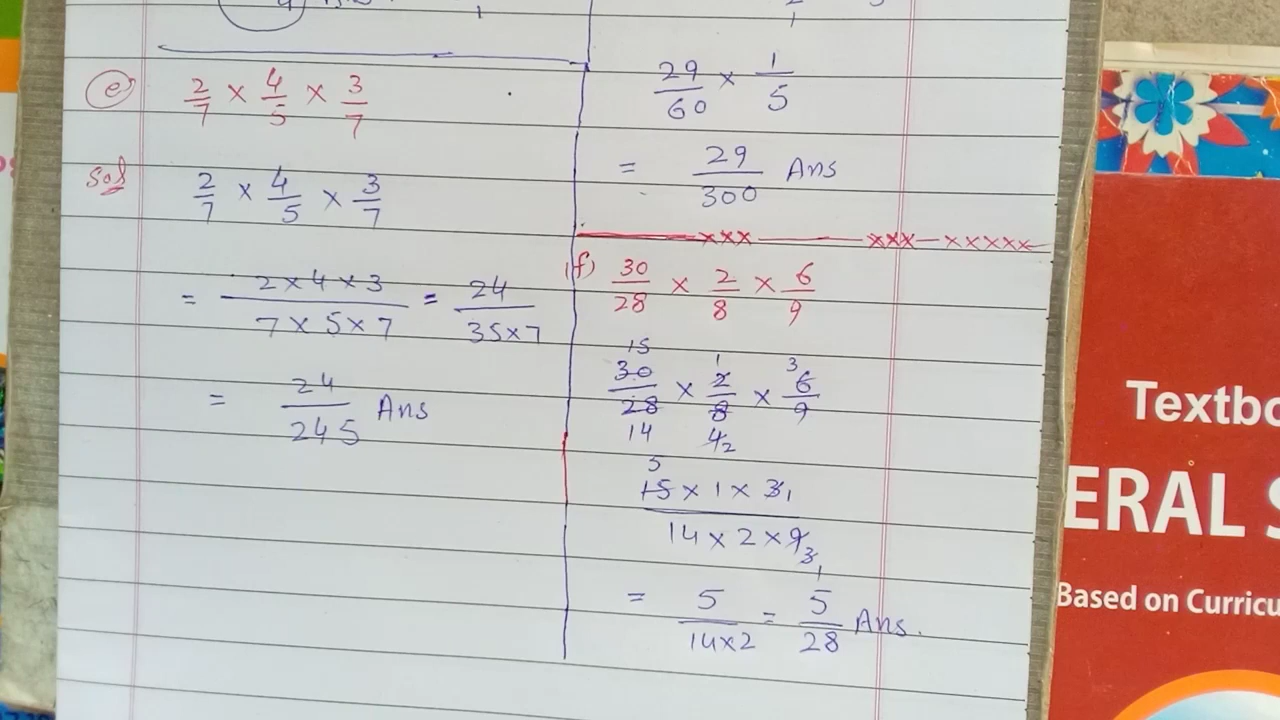 (e) 2/7 × 4/5 × 3/7
Sol 2/7 × 4/5 × 3/7
= 2×4×3 / 7×5×7 = 24 / 35×7
= 24/245 Ans
29/60 × 1/5
= 29/300 Ans
××× ××× ×××××
(f) 30/28 × 2/8 × 6/9
15 1 3
30/28 × 2/8 × 6/9
14 4 2
5
15 × 1 × 3 1
14 × 2 × 9 3
1
= 5 / 14×2 = 5/28 Ans.
Textbo
ERAL S
Based on Curricu